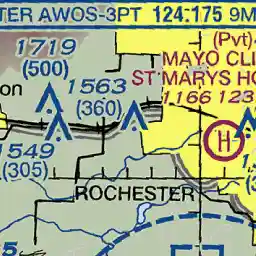 TER AWOS-3PT 124.175 9M
1719
(500)
(Pvt)
MAYO CLI
ST MARYS HO
1166 123
1563
(360)
on
H
1549
(305)
ROCHESTER